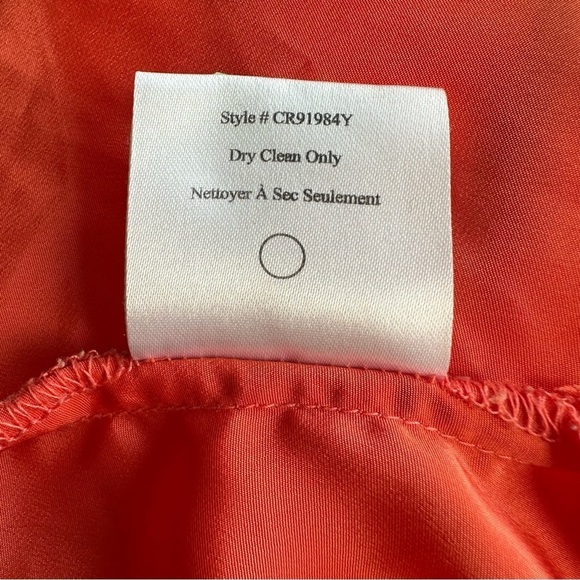 Style # CR91984Y
Dry Clean Only
Nettoyer À Sec Seulement